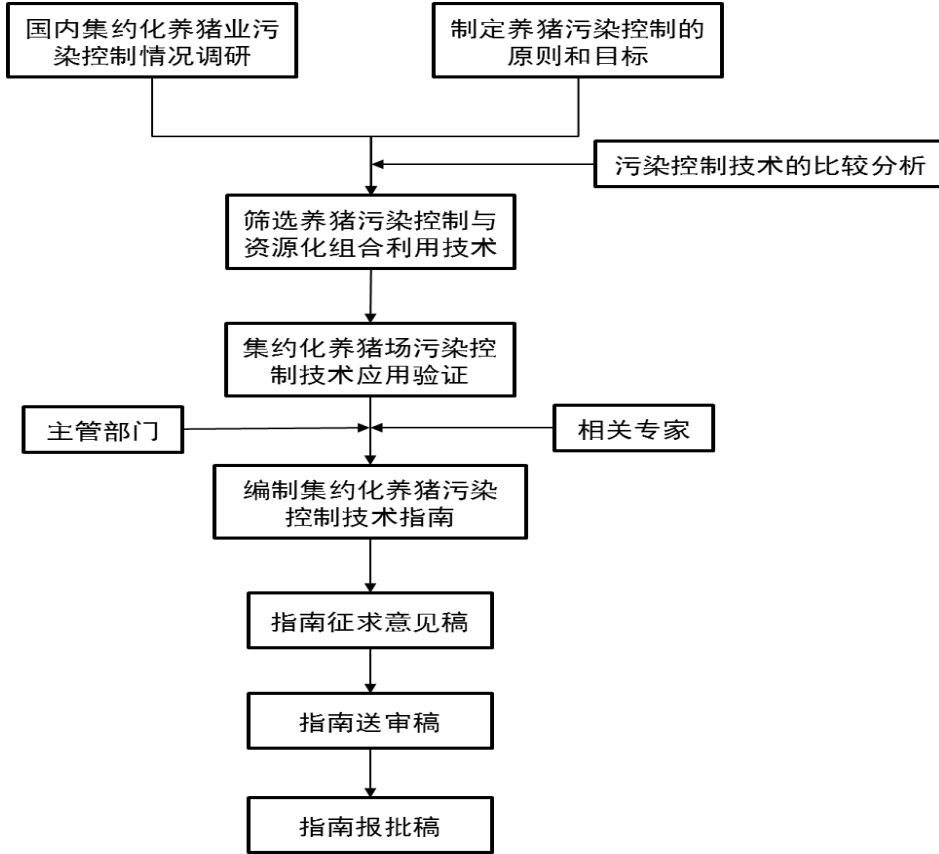 国内集约化养猪业污
染控制情况调研
制定养猪污染控制的
原则和目标
污染控制技术的比较分析
筛选养猪污染控制与
资源化组合利用技术
集约化养猪场污染控
制技术应用验证
主管部门
相关专家
编制集约化养猪污染
控制技术指南
指南征求意见稿
指南送审稿
指南报批稿